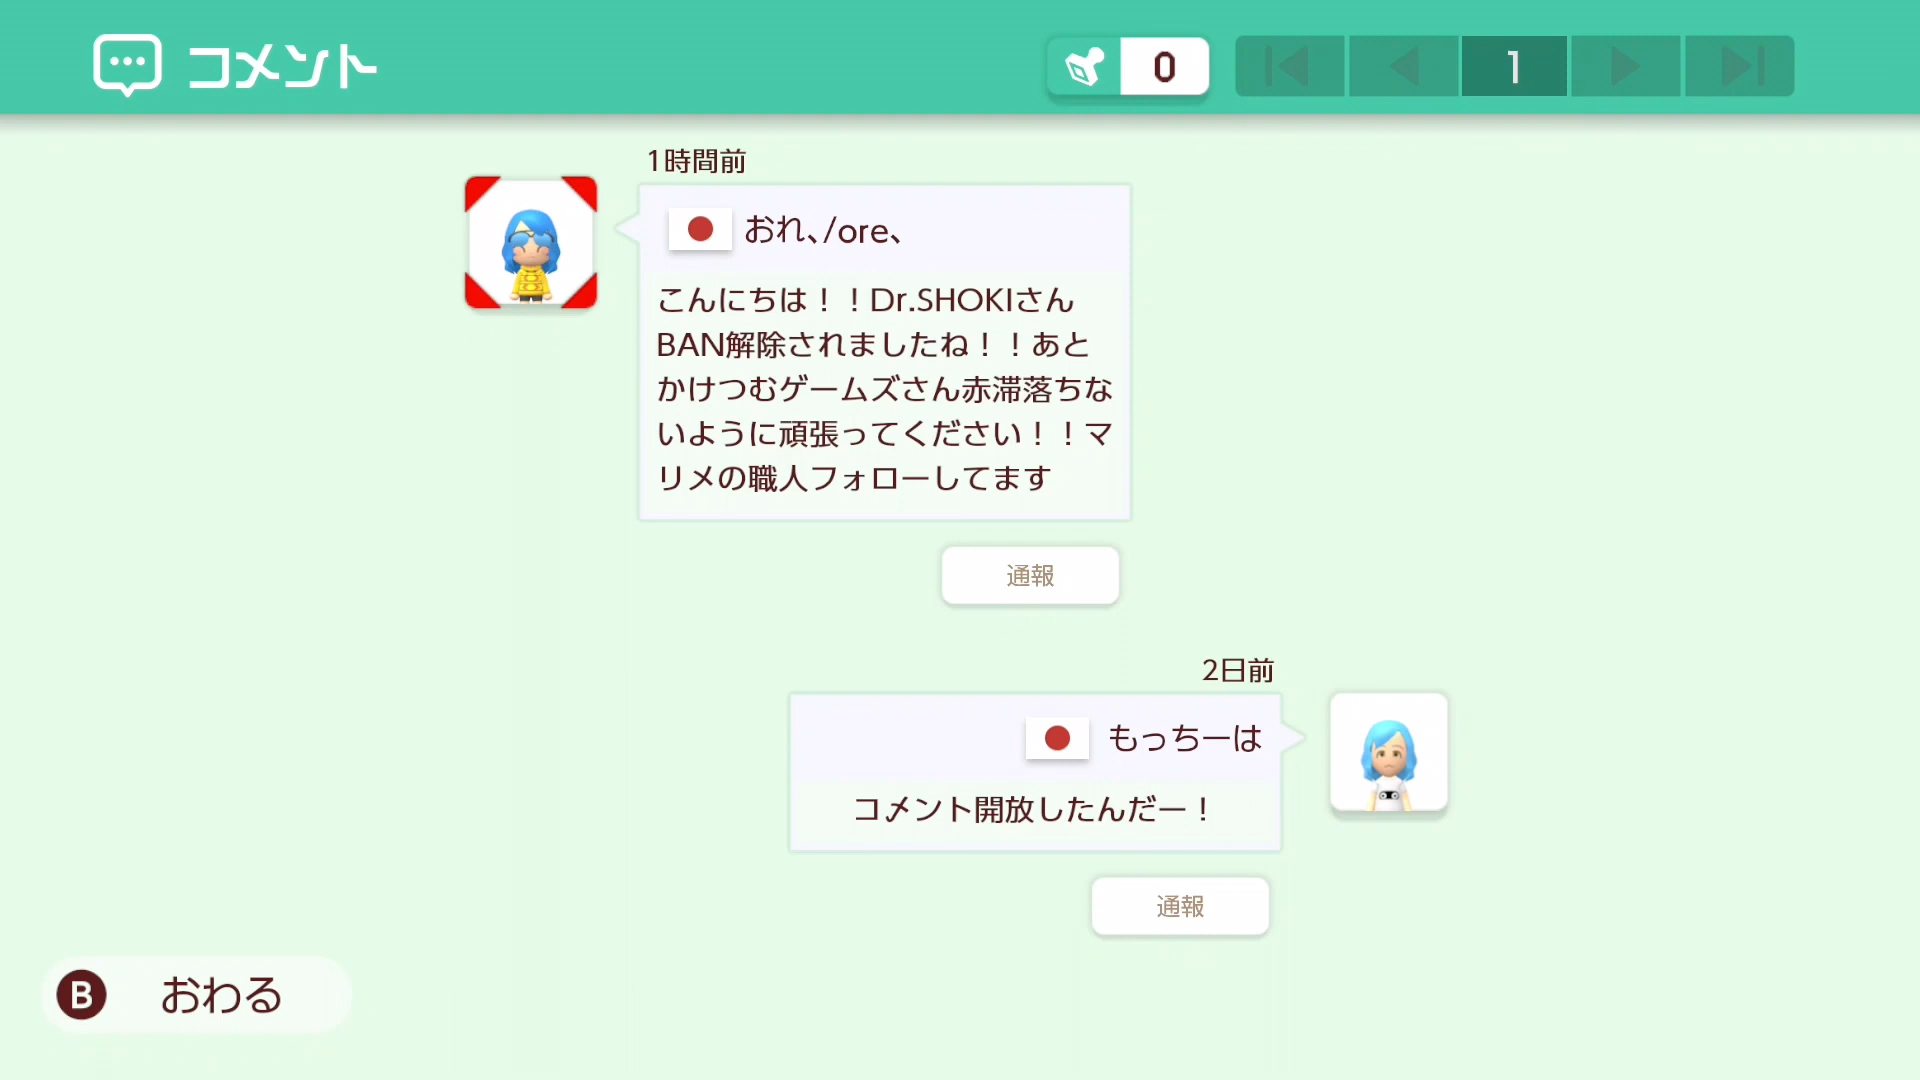 コメント
0
1
1時間前
おれ、/ore、
こんにちは！！Dr.SHOKIさん
BAN解除されましたね！！あと
かけつむゲームズさん赤滞落ちな
いように頑張ってください！！マ
リメの職人フォローしてます
通報
2日前
もっちーは
コメント開放したんだー！
通報
B おわる